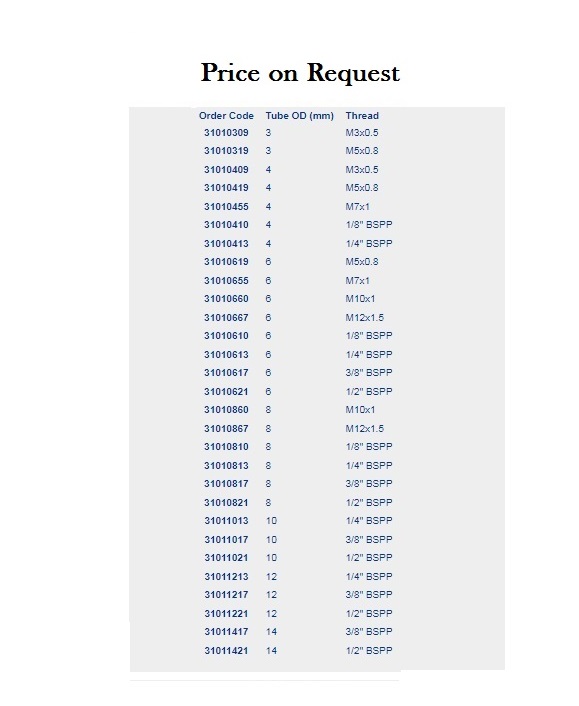 Price on Request
Order Code Tube OD (mm) Thread
31010309 3 M3x0.5
31010319 3 M5x0.8
31010409 4 M3x0.5
31010419 4 M5x0.8
31010455 4 M7x1
31010410 4 1/8" BSPP
31010413 4 1/4" BSPP
31010619 6 M5x0.8
31010655 6 M7x1
31010660 6 M10x1
31010667 6 M12x1.5
31010610 6 1/8" BSPP
31010613 6 1/4" BSPP
31010617 6 3/8" BSPP
31010621 6 1/2" BSPP
31010860 8 M10x1
31010867 8 M12x1.5
31010810 8 1/8" BSPP
31010813 8 1/4" BSPP
31010817 8 3/8" BSPP
31010821 8 1/2" BSPP
31011013 10 1/4" BSPP
31011017 10 3/8" BSPP
31011021 10 1/2" BSPP
31011213 12 1/4" BSPP
31011217 12 3/8" BSPP
31011221 12 1/2" BSPP
31011417 14 3/8" BSPP
31011421 14 1/2" BSPP